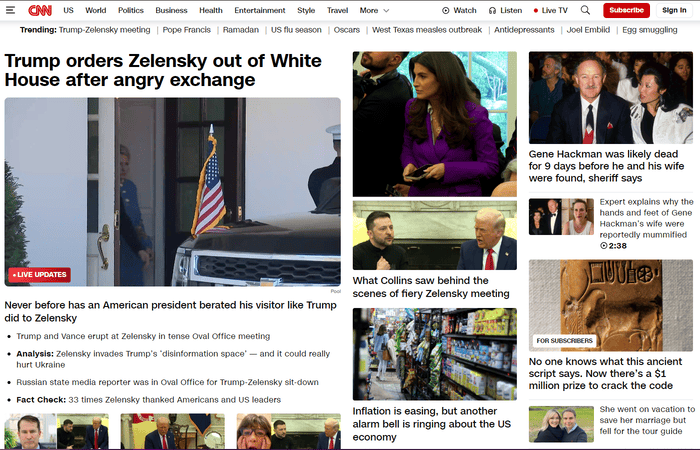 CNN
US World Politics Business Health Entertainment Style Travel More Watch Listen Live TV Subscribe Sign in
Trending: Trump-Zelensky meeting | Pope Francis | Ramadan | US flu season | Oscars | West Texas measles outbreak | Antidepressants | Joel Embiid | Egg smuggling
Trump orders Zelensky out of White
House after angry exchange
LIVE UPDATES
Pool
Never before has an American president berated his visitor like Trump
did to Zelensky
Trump and Vance erupt at Zelensky in tense Oval Office meeting
Analysis: Zelensky invades Trump's 'disinformation space' — and it could really
hurt Ukraine
Russian state media reporter was in Oval Office for Trump-Zelensky sit-down
Fact Check: 33 times Zelensky thanked Americans and US leaders
What Collins saw behind the
scenes of fiery Zelensky meeting
Inflation is easing, but another
alarm bell is ringing about the US
economy
Gene Hackman was likely dead
for 9 days before he and his wife
were found, sheriff says
Expert explains why the
hands and feet of Gene
Hackman's wife were
reportedly mummified
2:38
FOR SUBSCRIBERS
No one knows what this ancient
script says. Now there's a $1
million prize to crack the code
She went on vacation to
save her marriage but
fell for the tour guide